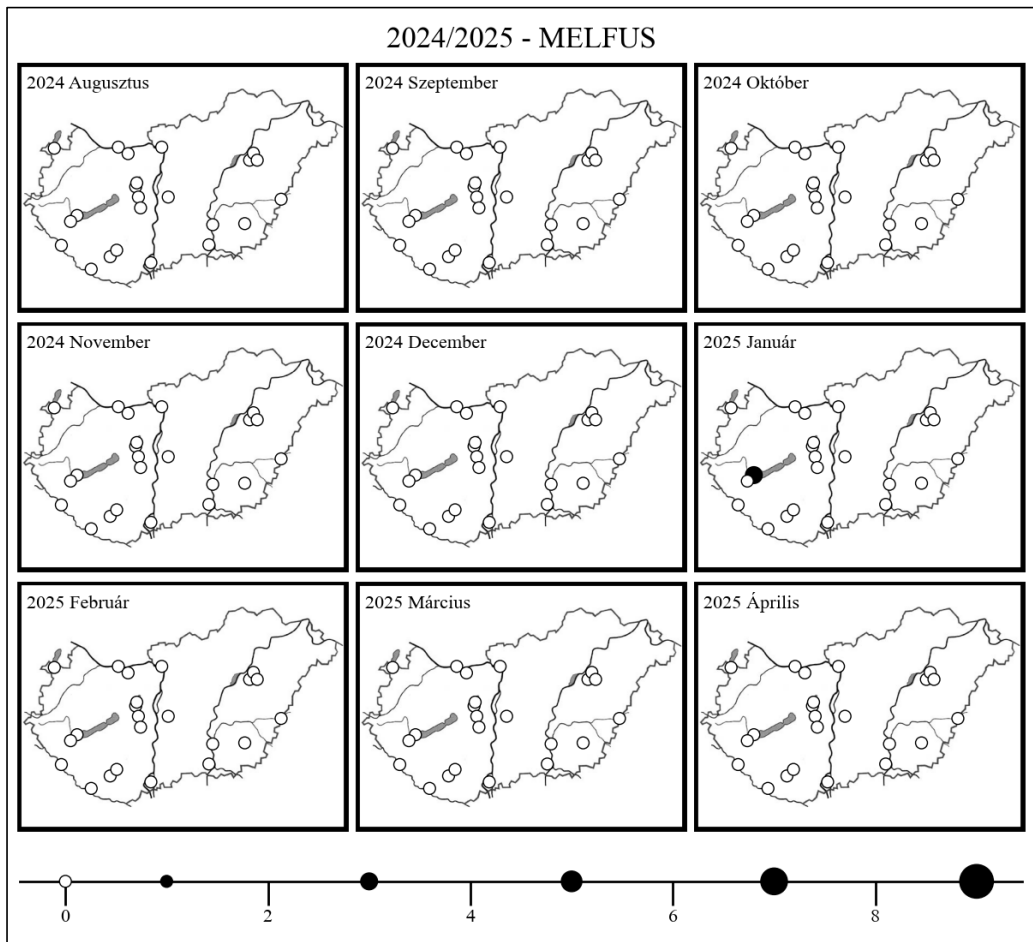 2024/2025 - MELFUS
2024 Augusztus
2024 Szeptember
2024 Október
2024 November
2024 December
2025 Január
2025 Február
2025 Március
2025 Április
0 2 4 6 8